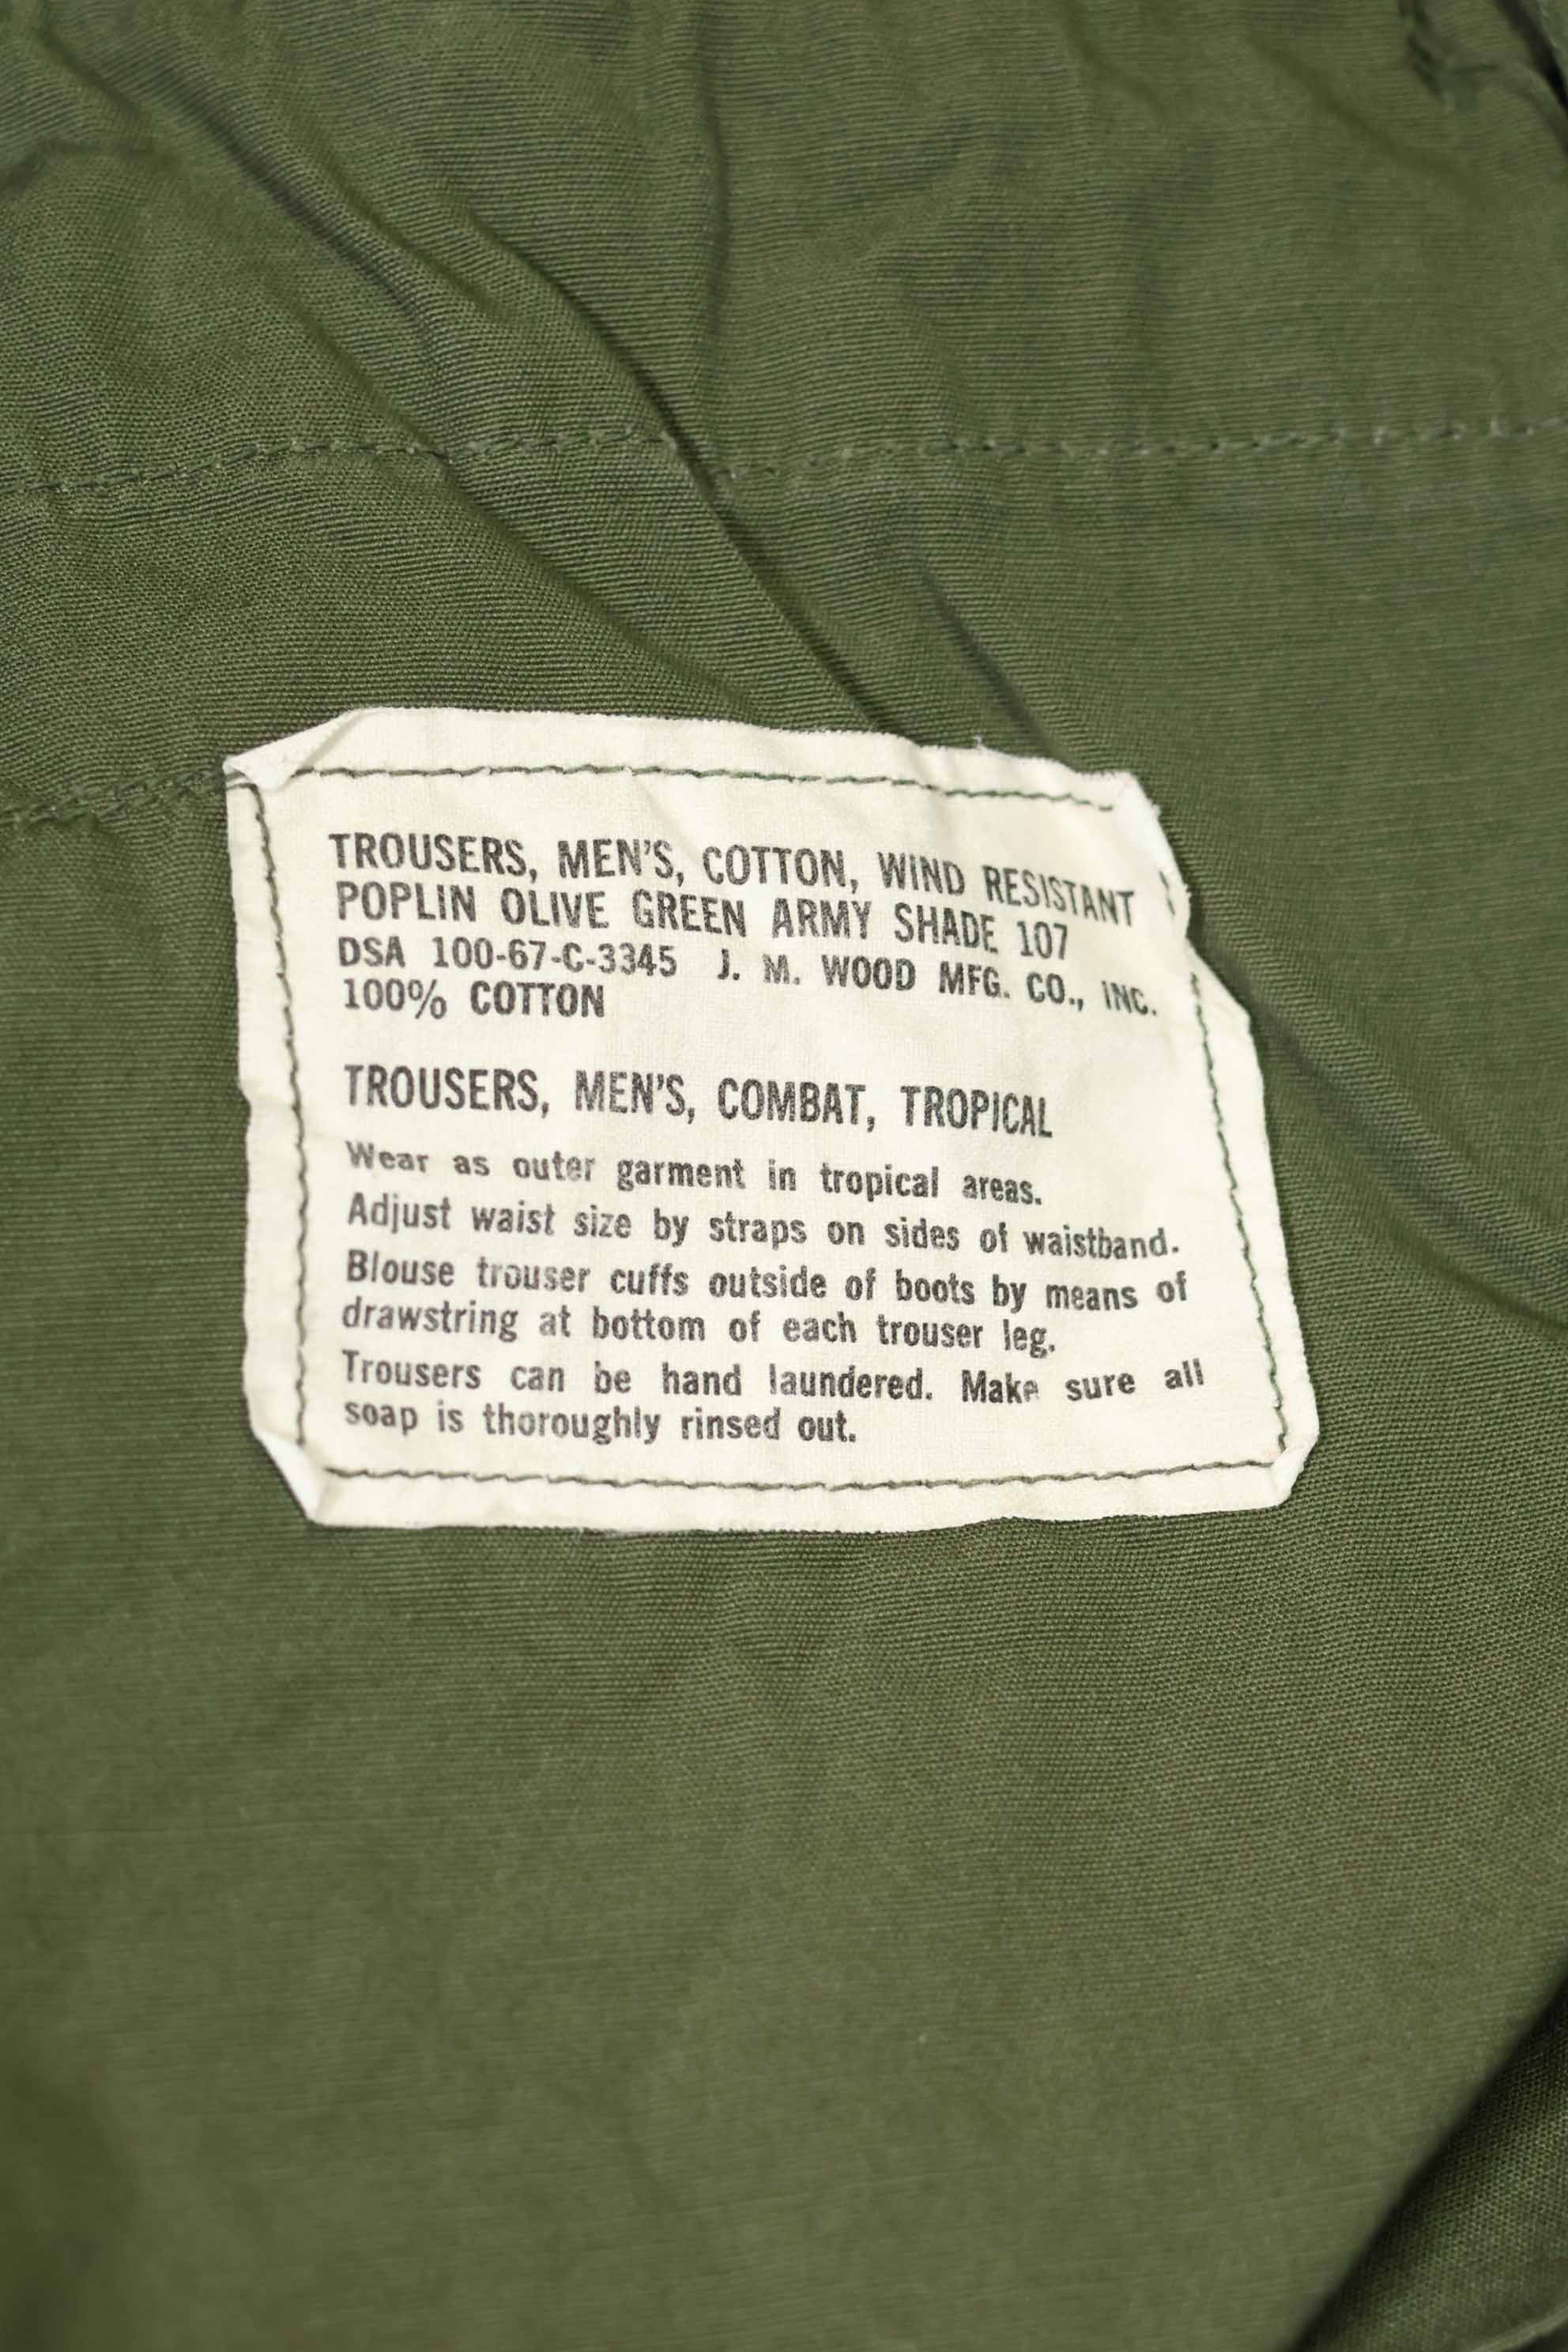 TROUSERS, MEN'S, COTTON, WIND RESISTANT
POPLIN OLIVE GREEN ARMY SHADE 107
DSA 100-67-C-3345 J. M. WOOD MFG. CO., INC.
100% COTTON
TROUSERS, MEN'S, COMBAT, TROPICAL
Wear as outer garment in tropical areas.
Adjust waist size by straps on sides of waistband.
Blouse trouser cuffs outside of boots by means of
drawstring at bottom of each trouser leg.
Trousers can be hand laundered. Make sure all
soap is thoroughly rinsed out.